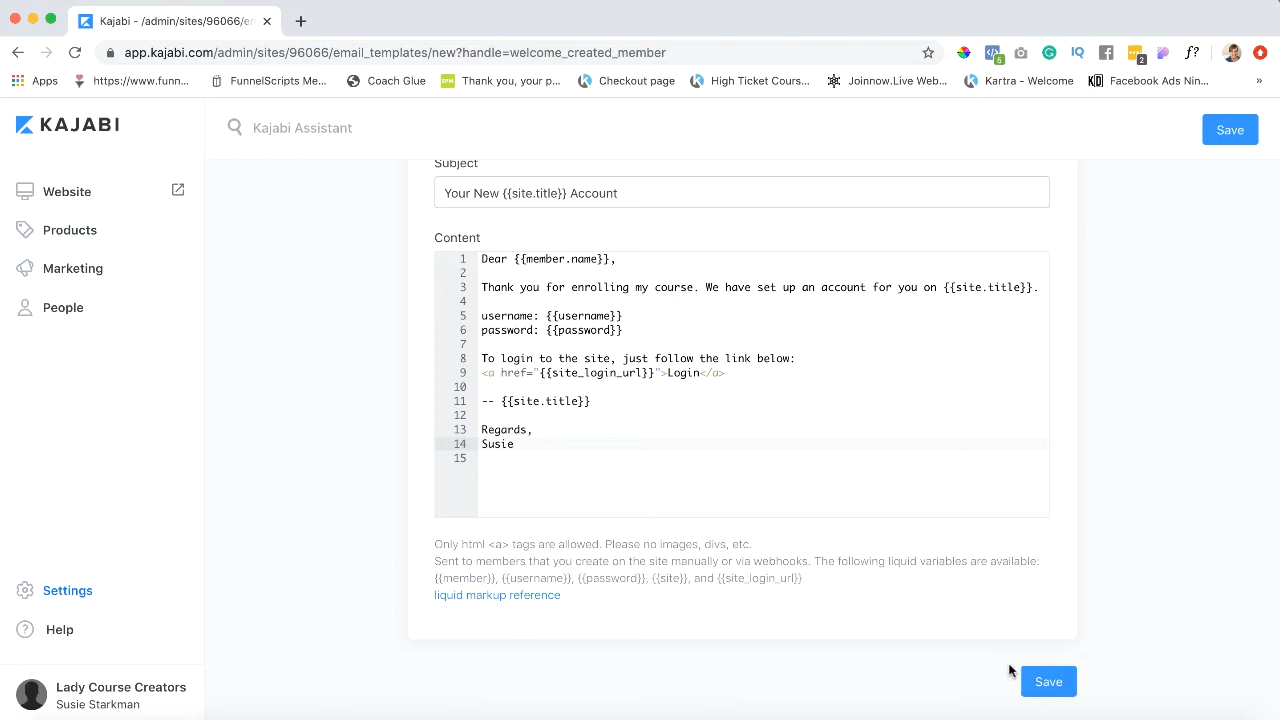 Kajabi - /admin/sites/96066/em
app.kajabi.com/admin/sites/96066/email_templates/new?handle=welcome_created_member
5
2
Apps
https://www.funn...
FunnelScripts Me...
Coach Glue
Thank you, your p...
Checkout page
High Ticket Cours...
Joinnow.Live Web...
Kartra - Welcome
Facebook Ads Nin...
»
KAJABI
Kajabi Assistant
Save
Website
Products
Marketing
People
Settings
Help
Lady Course Creators
Susie Starkman
Subject
Your New {{site.title}} Account
Content
1 Dear {{member.name}},
2
3 Thank you for enrolling my course. We have set up an account for you on {{site.title}}.
4
5 username: {{username}}
6 password: {{password}}
7
8 To login to the site, just follow the link below:
9 <a href="{{site_login_url}}">Login</a>
10
11 -- {{site.title}}
12
13 Regards,
14 Susie
15
Only html <a> tags are allowed. Please no images, divs, etc.
Sent to members that you create on the site manually or via webhooks. The following liquid variables are available:
{{member}}, {{username}}, {{password}}, {{site}}, and {{site_login_url}}
liquid markup reference
Save